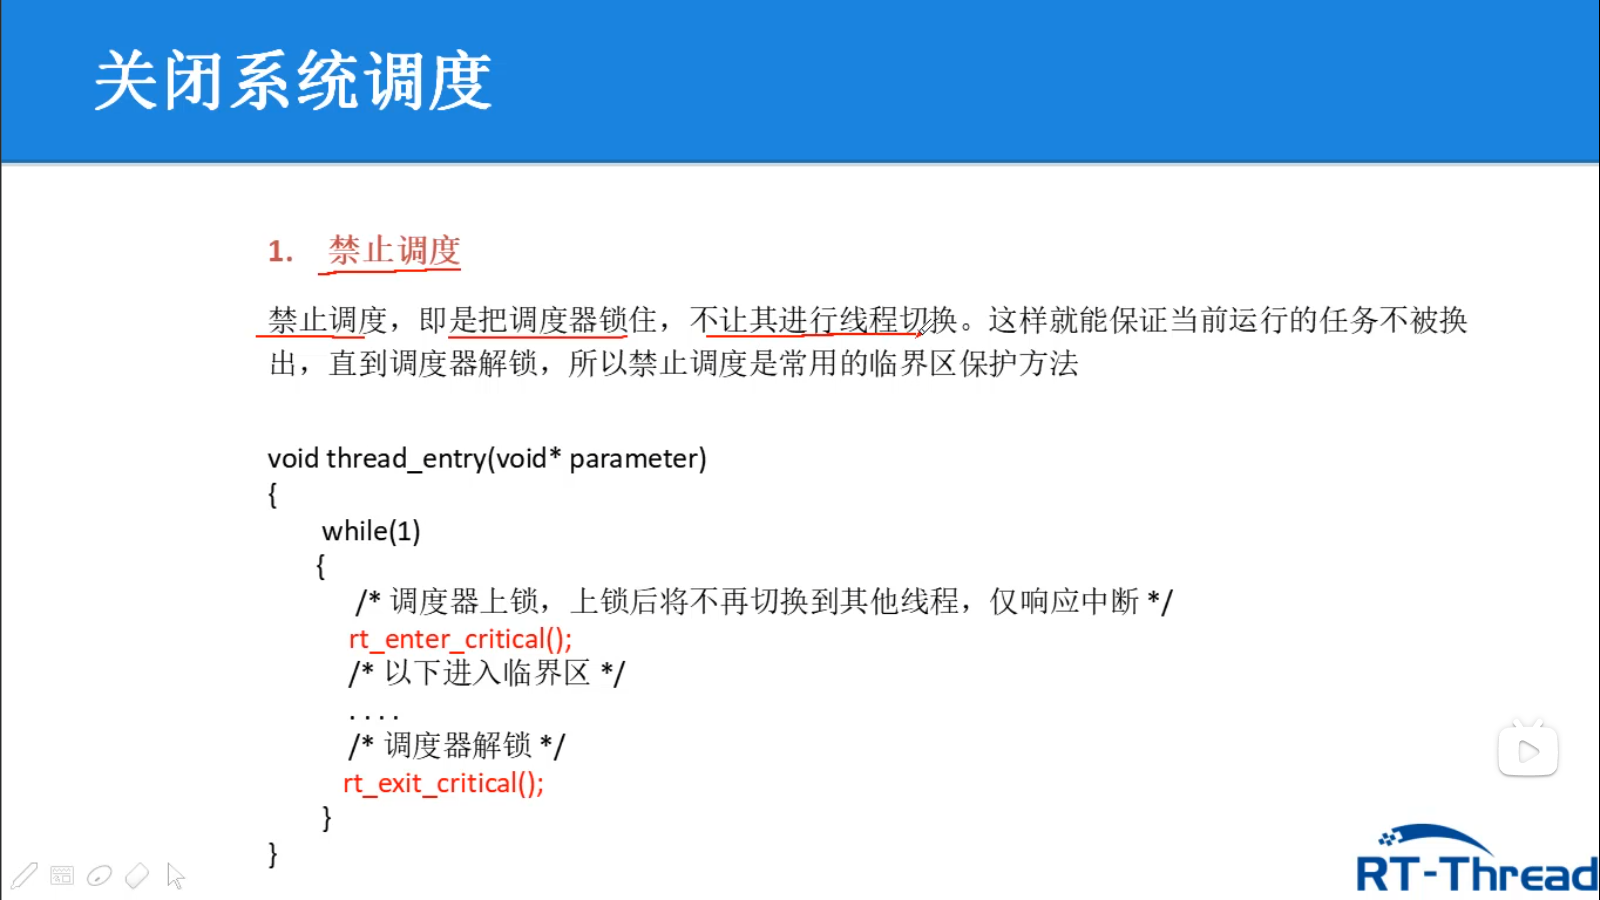 关闭系统调度
1. 禁止调度
禁止调度，即是把调度器锁住，不让其进行线程切换。这样就能保证当前运行的任务不被换
出，直到调度器解锁，所以禁止调度是常用的临界区保护方法
void thread_entry(void* parameter)
{
while(1)
{
/* 调度器上锁，上锁后将不再切换到其他线程，仅响应中断 */
rt_enter_critical();
/* 以下进入临界区 */
....
/* 调度器解锁 */
rt_exit_critical();
}
}
RT-Thread